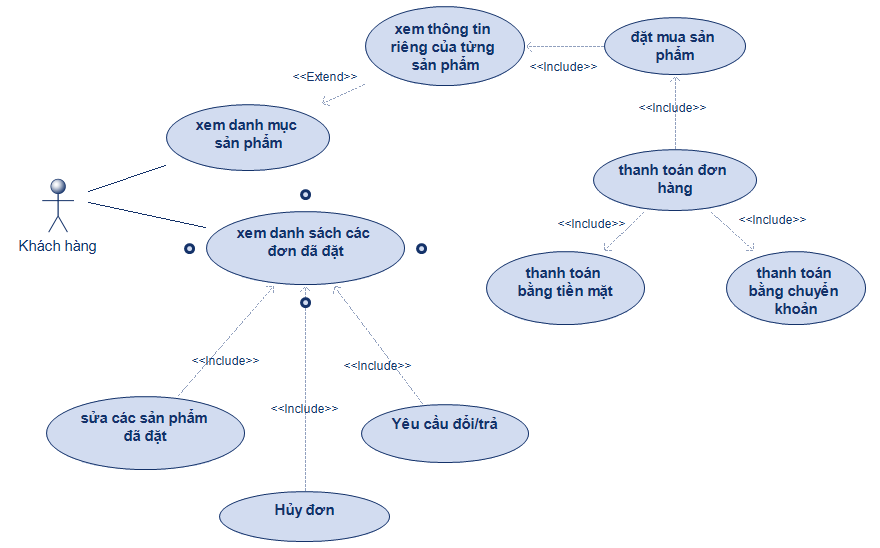 xem thông tin
riêng của từng
sản phẩm
đặt mua sản
phẩm
<<Include>>
<<Extend>>
<<Include>>
xem danh mục
sản phẩm
thanh toán đơn
hàng
Khách hàng
xem danh sách các
đơn đã đặt
<<Include>>
<<Include>>
thanh toán
bằng tiền mặt
thanh toán
bằng chuyển
khoản
<<Include>>
<<Include>>
<<Include>>
sửa các sản phẩm
đã đặt
Yêu cầu đổi/trả
Hủy đơn